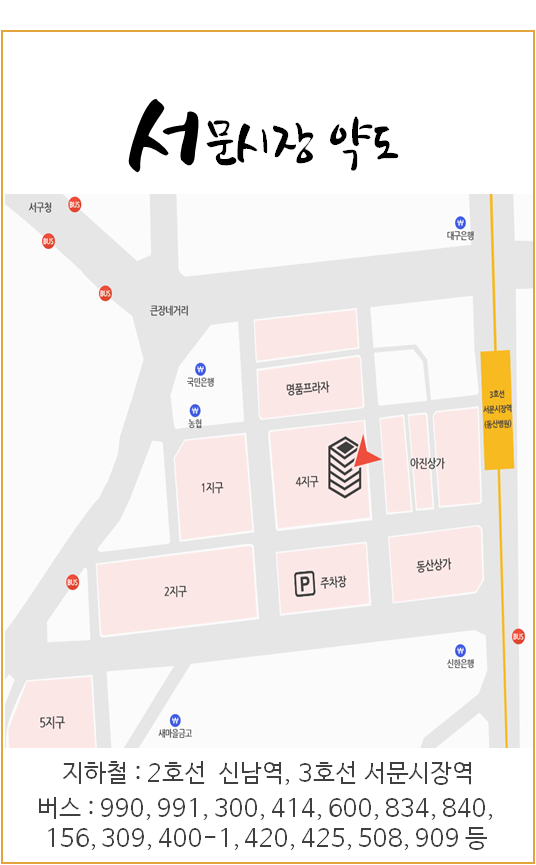 서문시장 약도
서구청
BUS
BUS
BUS
₩
대구은행
큰장네거리
₩
국민은행
₩
농협
명품프라자
3호선
서문시장역
(동산병원)
1지구
4지구
아진상가
BUS
2지구
P 주차장
동산상가
BUS
₩
신한은행
5지구
₩
새마을금고
지하철 : 2호선 신남역, 3호선 서문시장역
버스 : 990, 991, 300, 414, 600, 834, 840,
156, 309, 400-1, 420, 425, 508, 909 등